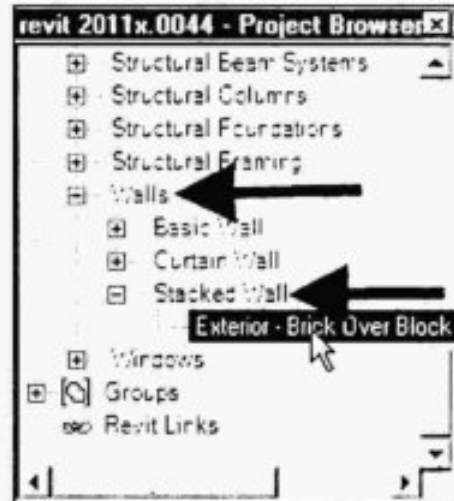 revit 2011x.0044 - Project Browser
Structural Beam Systems
Structural Columns
Structural Foundations
Structural Framing
Walls
Basic Wall
Curtain Wall
Stacked Wall
Exterior - Brick Over Block
Windows
Groups
Revit Links